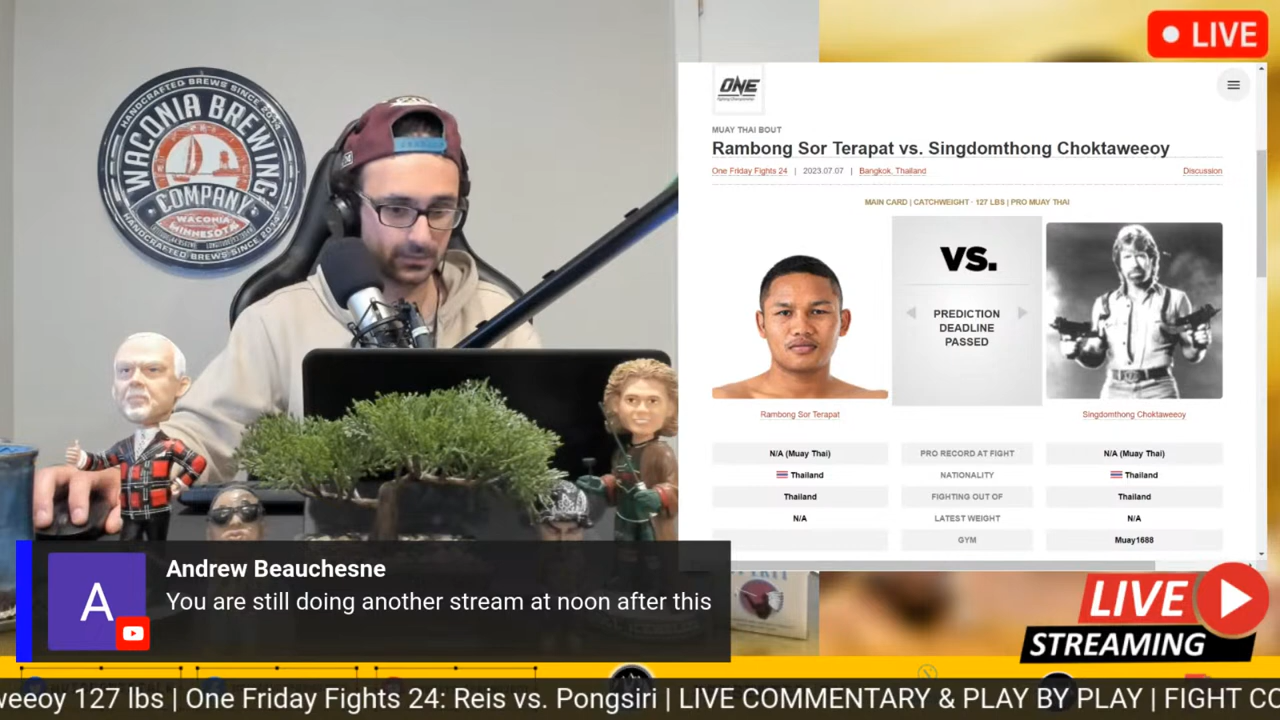 LIVE
HANDCRAFTED BREWS SINCE 2014
WACONIA BREWING
COMPANY
WACONIA
MINNESOTA
HANDCRAFTED BREWS SINCE 2014
ONE
MUAY THAI BOUT
Rambong Sor Terapat vs. Singdomthong Choktaweeoy
One Friday Fights 24 | 2023.07.07 | Bangkok, Thailand
Discussion
MAIN CARD | CATCHWEIGHT · 127 LBS | PRO MUAY THAI
VS.
PREDICTION
DEADLINE
PASSED
Rambong Sor Terapat
Singdomthong Choktaweeoy
N/A (Muay Thai) PRO RECORD AT FIGHT N/A (Muay Thai)
Thailand NATIONALITY Thailand
Thailand FIGHTING OUT OF Thailand
N/A LATEST WEIGHT N/A
GYM Muay1688
A
Andrew Beauchesne
You are still doing another stream at noon after this
LIVE
STREAMING
weeoy 127 lbs | One Friday Fights 24: Reis vs. Pongsiri | LIVE COMMENTARY & PLAY BY PLAY | FIGHT CO